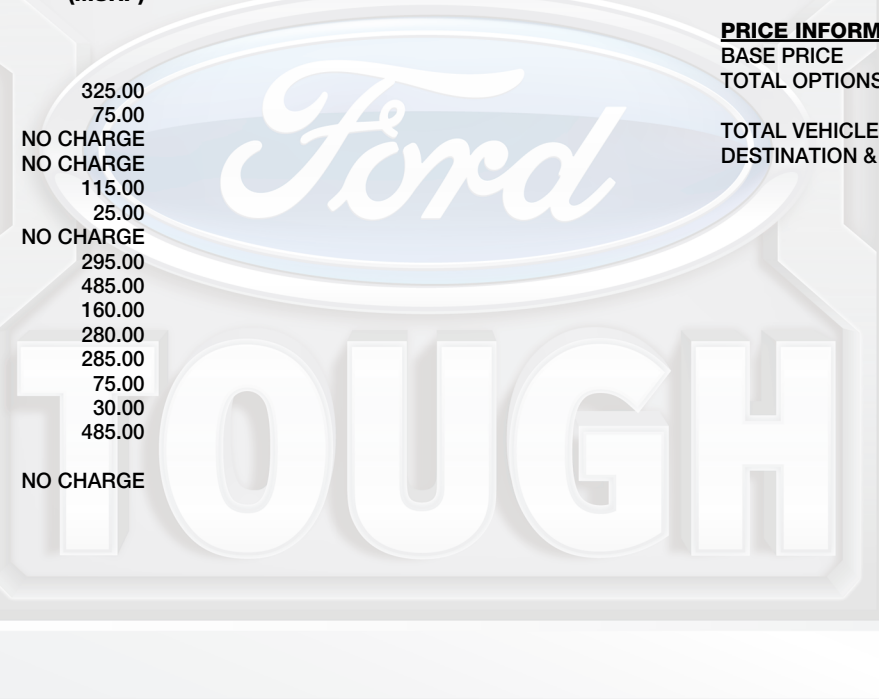 325.00
75.00
NO CHARGE
NO CHARGE
115.00
25.00
NO CHARGE
295.00
485.00
160.00
280.00
285.00
75.00
30.00
485.00
NO CHARGE
PRICE INFORM
BASE PRICE
TOTAL OPTIONS
TOTAL VEHICLE
DESTINATION &
Ford
TOUGH